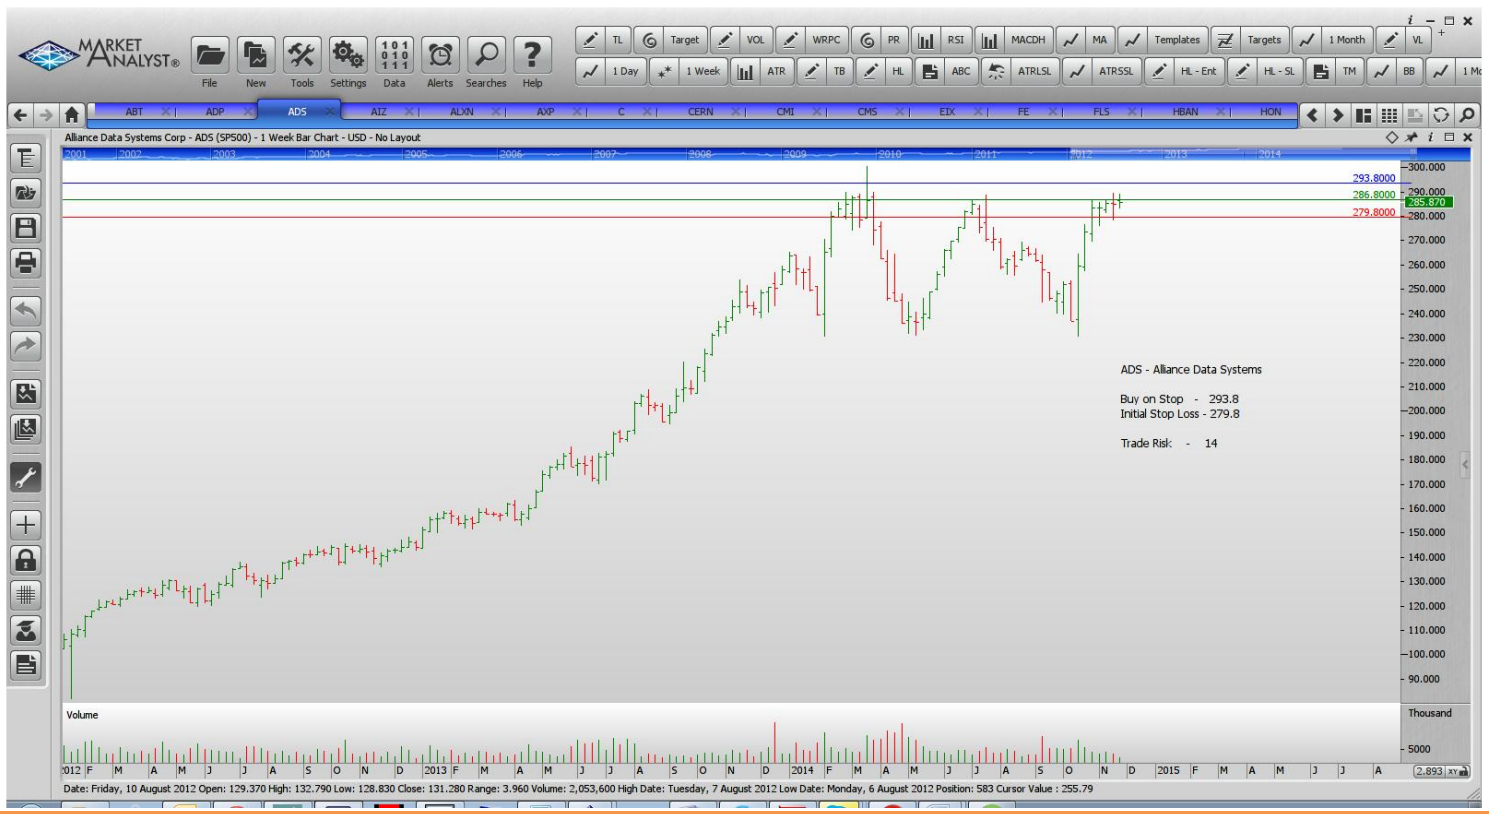 i
MARKET
ANALYST®
File New Tools Settings Data Alerts Searches Help
TL Target VOL WRPC PR RSI MACDH MA Templates Targets 1 Month VL
1 Day 1 Week ATR TB HL ABC ATRLSL ATRSSL HL - Ent HL - SL TM BB
ABT ADP ADS AIZ ALXN AXP C CERN CMI CMS EIX FE FLS HBAN HON
Alliance Data Systems Corp - ADS (SP500) - 1 Week Bar Chart - USD - No Layout
2001 2002 2003 2004 2005 2006 2007 2008 2009 2010 2011 2012 2013 2014
300.000
293.8000
290.000
286.8000
285.870
279.8000
280.000
270.000
260.000
250.000
240.000
230.000
220.000
ADS - Alliance Data Systems
210.000
Buy on Stop - 293.8
200.000
Initial Stop Loss - 279.8
190.000
Trade Risk - 14
180.000
170.000
160.000
150.000
140.000
130.000
120.000
110.000
100.000
90.000
Volume
Thousand
5000
2012 F M A M J J A S O N D 2013 F M A M J J A S O N D 2014 F M A M J J A S O N D 2015 F M A M J J A
2.893 XY
Date: Friday, 10 August 2012 Open: 129.370 High: 132.790 Low: 128.830 Close: 131.280 Range: 3.960 Volume: 2,053,600 High Date: Tuesday, 7 August 2012 Low Date: Monday, 6 August 2012 Position: 583 Cursor Value : 255.79